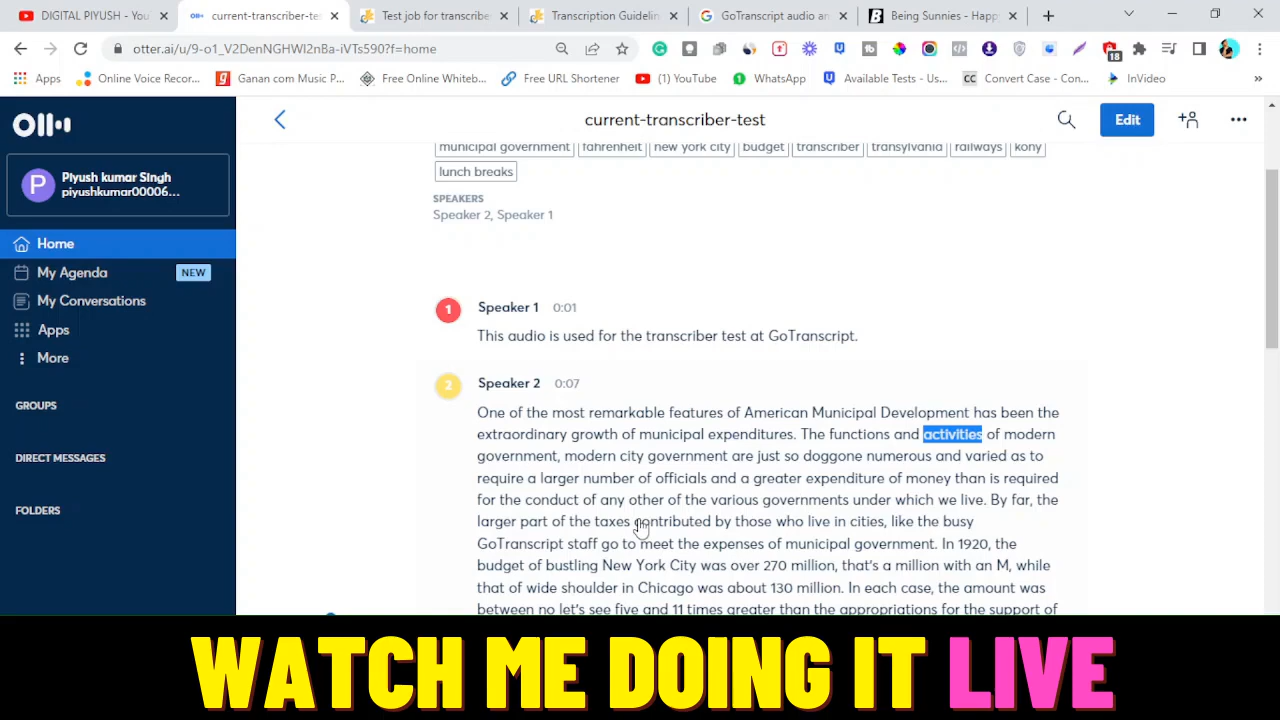 DIGITAL PIYUSH - YouTu
current-transcriber-tes
Test job for transcriber
Transcription Guideline
GoTranscript audio an
Being Sunnies - Happ
otter.ai/u/9-o1_V2DenNGHWI2nBa-iVTs590?f=home
18
Apps
Online Voice Recor...
Ganan com Music P...
Free Online Whiteb...
Free URL Shortener
(1) YouTube
WhatsApp
Available Tests - Us...
CC Convert Case - Con...
InVideo
»
current-transcriber-test
Edit
P
Piyush kumar Singh
piyushkumar00006...
Home
My Agenda NEW
My Conversations
Apps
More
GROUPS
DIRECT MESSAGES
FOLDERS
municipal government fahrenheit new york city budget transcriber transylvania railways kony
lunch breaks
SPEAKERS
Speaker 2, Speaker 1
1 Speaker 1 0:01
This audio is used for the transcriber test at GoTranscript.
2 Speaker 2 0:07
One of the most remarkable features of American Municipal Development has been the
extraordinary growth of municipal expenditures. The functions and activities of modern
government, modern city government are just so doggone numerous and varied as to
require a larger number of officials and a greater expenditure of money than is required
for the conduct of any other of the various governments under which we live. By far, the
larger part of the taxes contributed by those who live in cities, like the busy
GoTranscript staff go to meet the expenses of municipal government. In 1920, the
budget of bustling New York City was over 270 million, that's a million with an M, while
that of wide shoulder in Chicago was about 130 million. In each case, the amount was
between no let's see five and 11 times greater than the appropriations for the support of
WATCH ME DOING IT LIVE